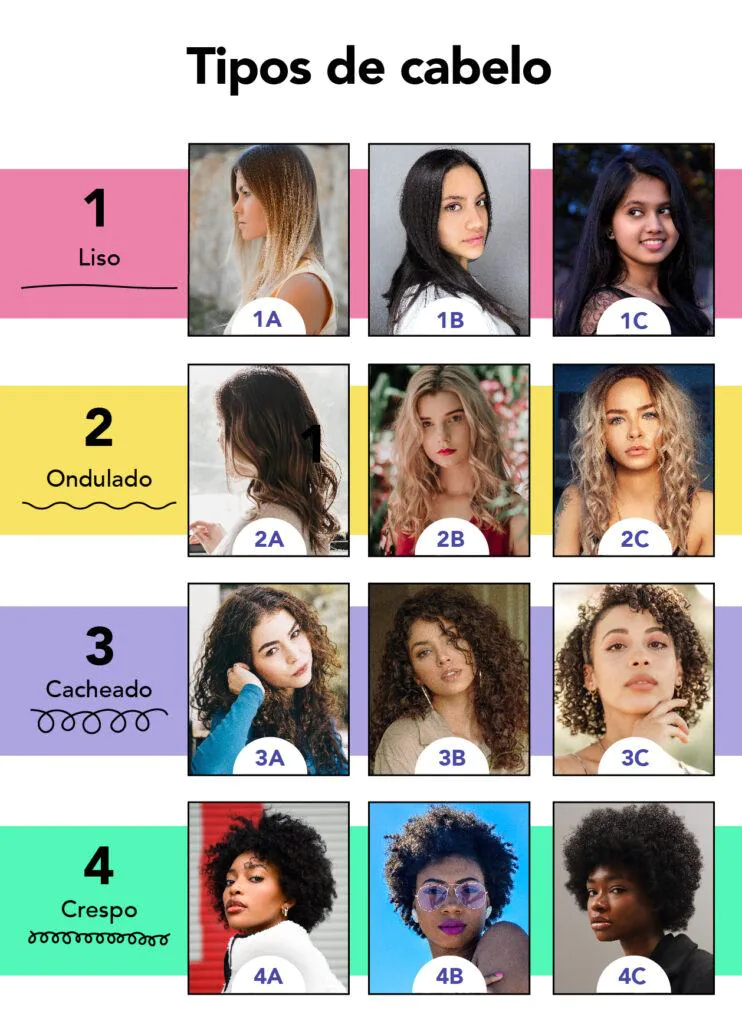 Tipos de cabelo
1
Liso
1A
1B
1C
2
Ondulado
1
2A
2B
2C
3
Cacheado
3A
3B
3C
4
Crespo
4A
4B
4C